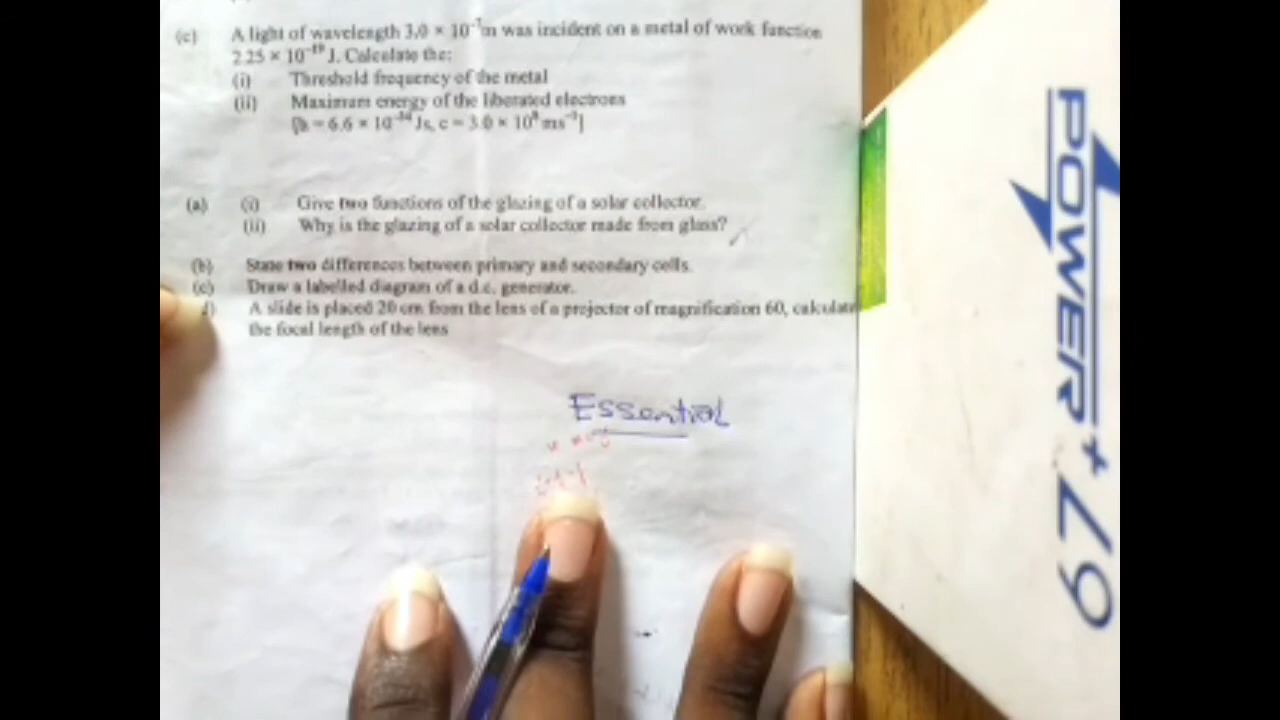 (c) A light of wavelength 3.0 × 10⁻⁷m was incident on a metal of work function
2.25 × 10⁻¹⁹ J. Calculate the:
(i) Threshold frequency of the metal
(ii) Maximum energy of the liberated electrons
[h = 6.6 × 10⁻³⁴ Js, c = 3.0 × 10⁸ ms⁻¹]
(a) (i) Give two functions of the glazing of a solar collector.
(ii) Why is the glazing of a solar collector made from glass?
(b) State two differences between primary and secondary cells.
(c) Draw a labelled diagram of a d.c. generator.
d) A slide is placed 20 cm from the lens of a projector of magnification 60, calculate
the focal length of the lens
Essential
POWER+ L9